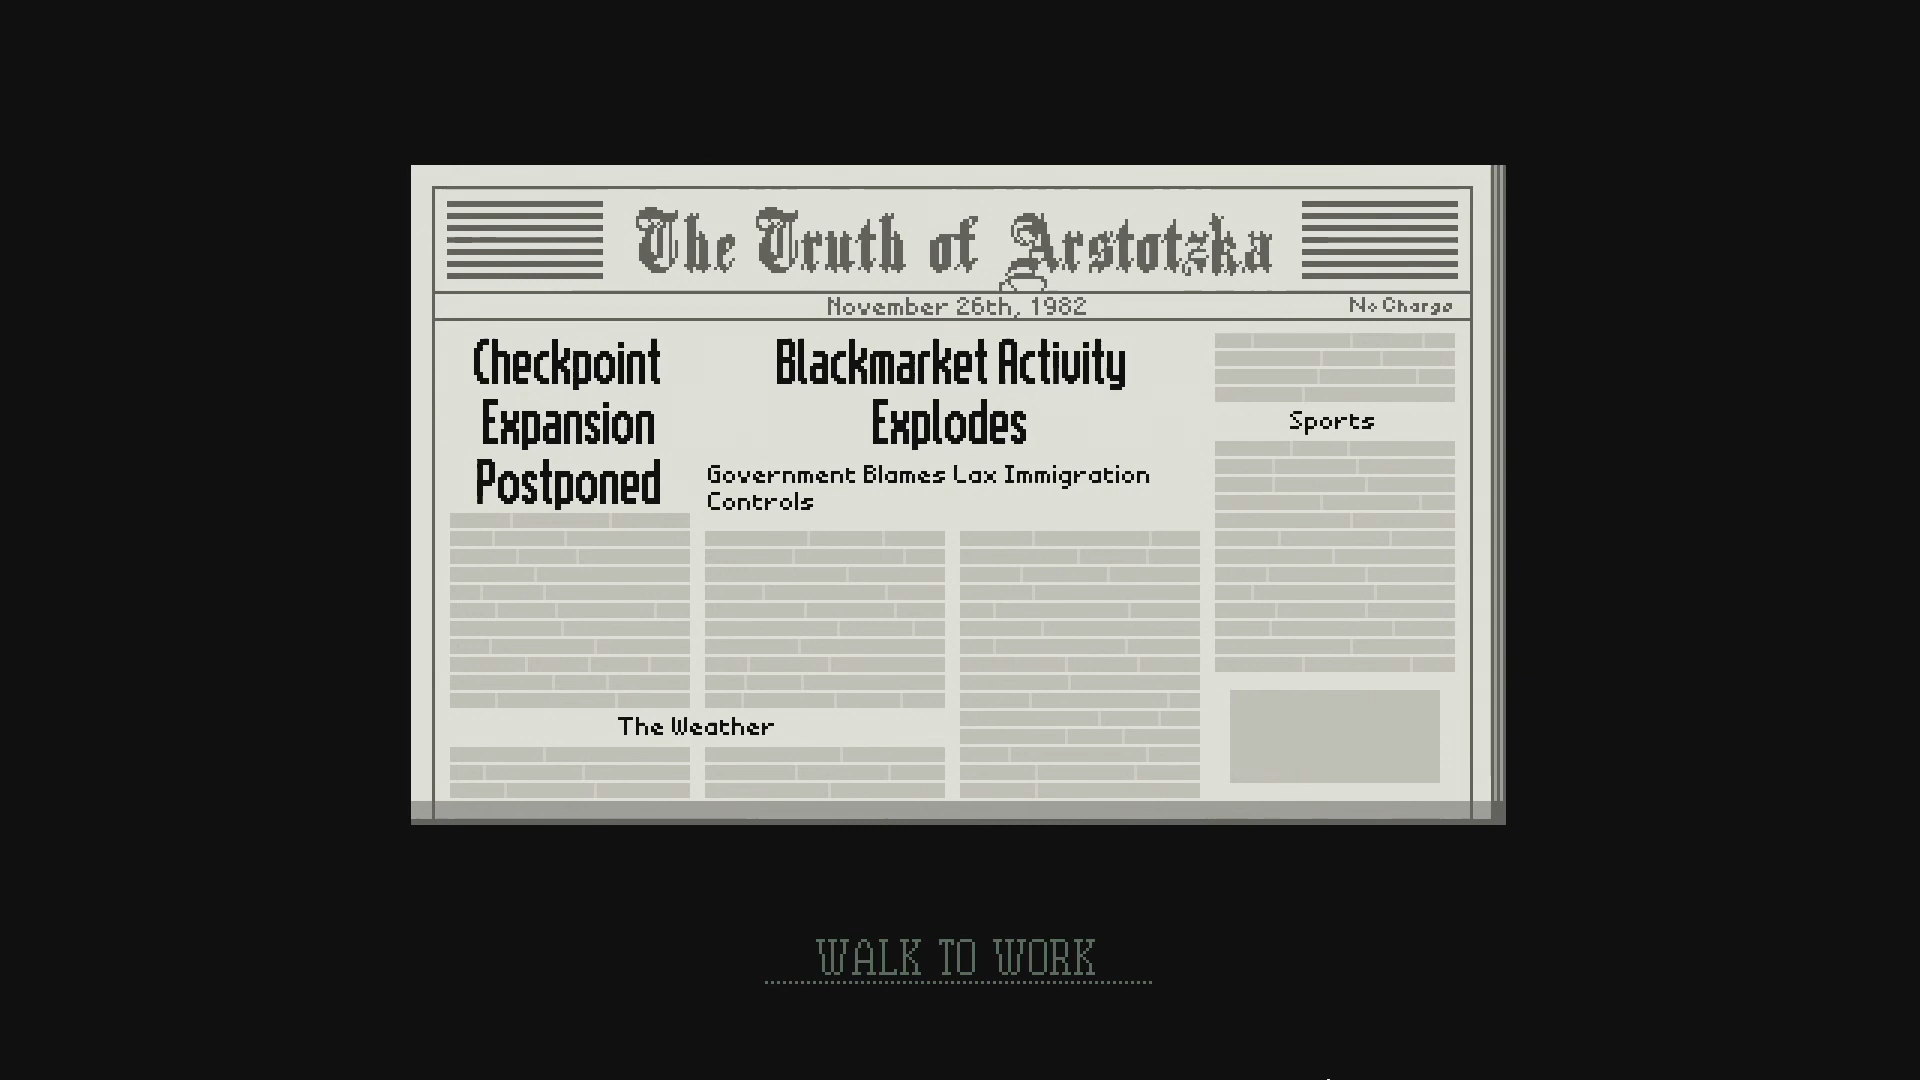 The Truth of Arstotzka
November 26th, 1982
No Charge
Checkpoint
Expansion
Postponed
Blackmarket Activity
Explodes
Government Blames Lax Immigration
Controls
Sports
The Weather
WALK TO WORK